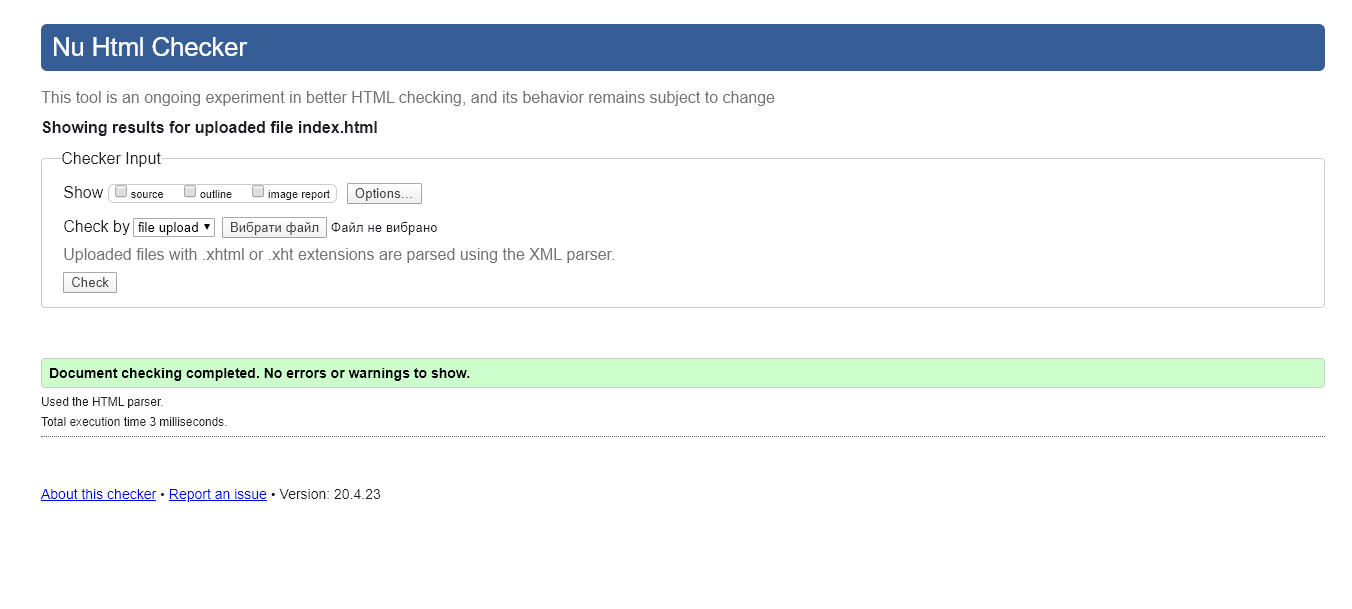 Nu Html Checker
This tool is an ongoing experiment in better HTML checking, and its behavior remains subject to change
Showing results for uploaded file index.html
Checker Input
Show source outline image report Options...
Check by file upload Вибрати файл Файл не вибрано
Uploaded files with .xhtml or .xht extensions are parsed using the XML parser.
Check
Document checking completed. No errors or warnings to show.
Used the HTML parser.
Total execution time 3 milliseconds.
About this checker • Report an issue • Version: 20.4.23